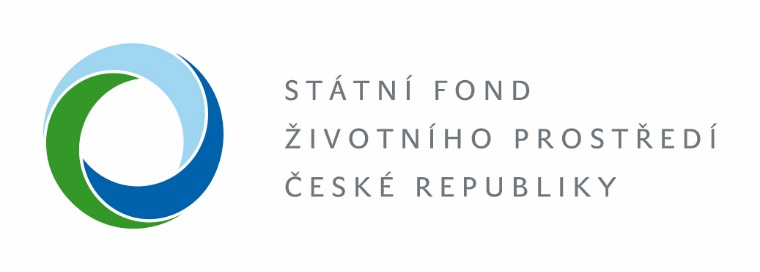 STÁTNÍ FOND
ŽIVOTNÍHO PROSTŘEDÍ
ČESKÉ REPUBLIKY